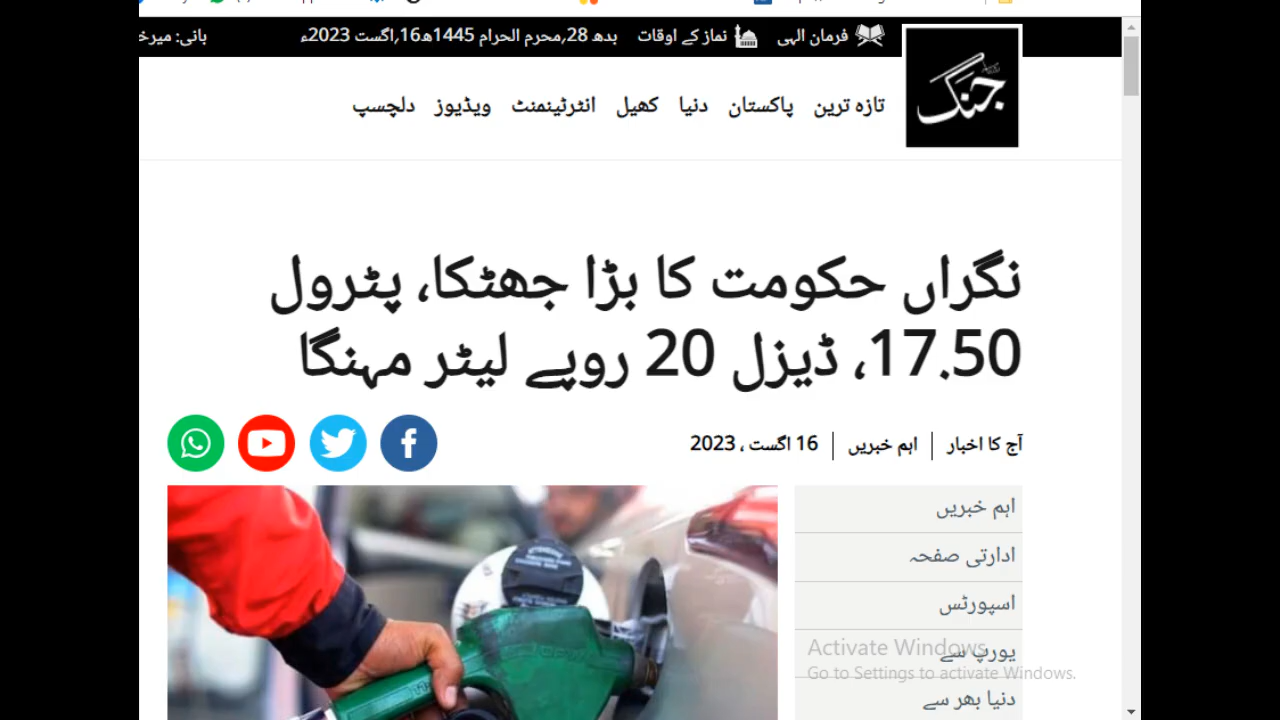 فرمان الہی نماز کے اوقات بدھ 28؍محرم الحرام 1445ھ16؍اگست 2023ء بانی:
جنگ
تازہ ترین پاکستان دنیا کھیل انٹرٹینمنٹ ویڈیوز دلچسپ
نگراں حکومت کا بڑا جھٹکا، پٹرول
17.50، ڈیزل 20 روپے لیٹر مہنگا
آج کا اخبار اہم خبریں 16 اگست ، 2023
اہم خبریں
ادارتی صفحہ
اسپورٹس
یورپ سے
دنیا بھر سے
Activate Windows
Go to Settings to activate Windows.